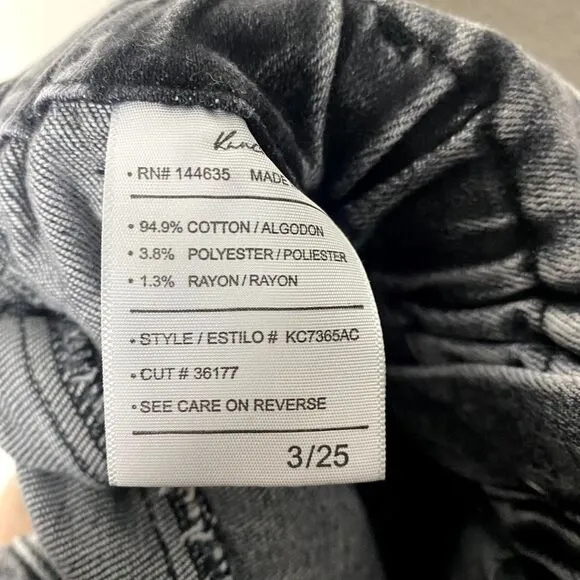 • RN# 144635 MADE
• 94.9% COTTON / ALGODON
• 3.8% POLYESTER / POLIESTER
• 1.3% RAYON / RAYON
• STYLE / ESTILO # KC7365AC
• CUT # 36177
• SEE CARE ON REVERSE
3/25